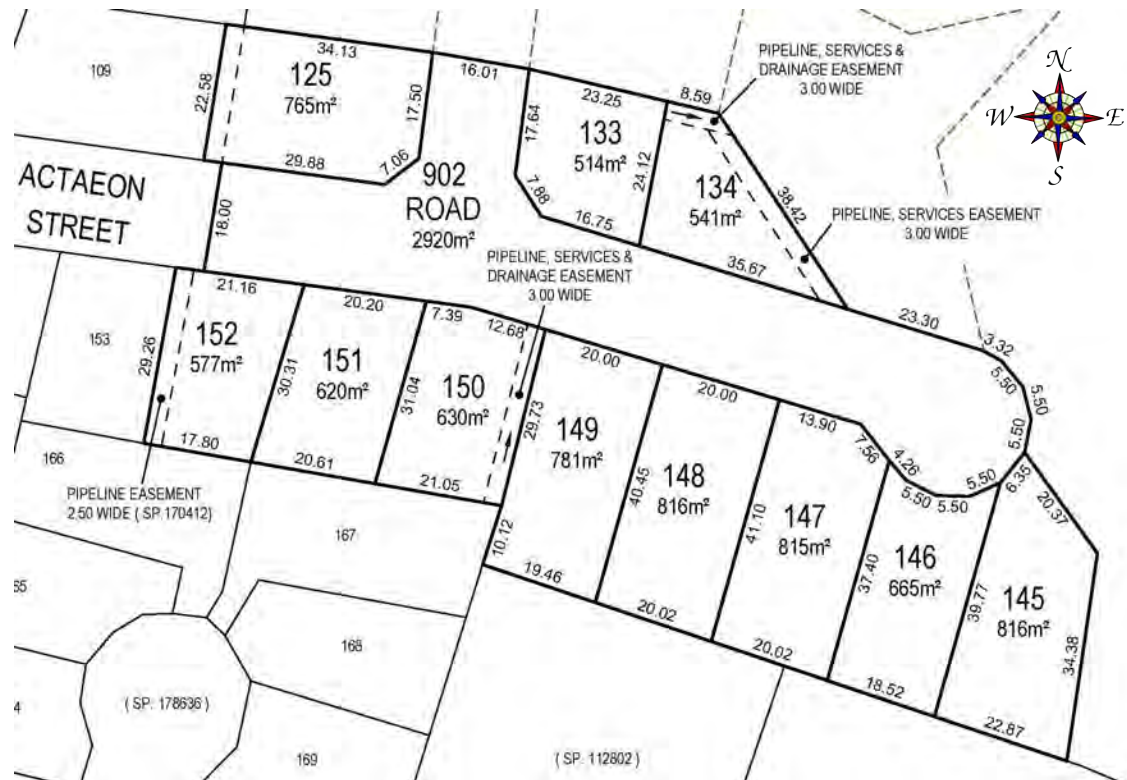 109
34.13
22.58
125
765m²
17.50
29.88
7.06
16.01
17.64
7.88
16.75
23.25
133
514m²
24.12
8.59
134
541m²
38.42
35.67
PIPELINE, SERVICES &
DRAINAGE EASEMENT
3.00 WIDE
N
W
E
S
PIPELINE, SERVICES EASEMENT
3.00 WIDE
ACTAEON
STREET
18.00
902
ROAD
2920m²
PIPELINE, SERVICES &
DRAINAGE EASEMENT
3.00 WIDE
23.30
3.32
5.50
5.50
5.50
6.35
5.50
5.50
5.50
4.26
7.56
153
29.26
21.16
152
577m²
17.80
30.31
20.20
151
620m²
20.61
31.04
7.39
12.68
150
630m²
21.05
29.73
20.00
149
781m²
10.12
19.46
40.45
20.00
148
816m²
20.02
41.10
13.90
147
815m²
20.02
37.40
146
665m²
18.52
39.77
145
816m²
20.37
34.38
22.87
166
PIPELINE EASEMENT
2.50 WIDE ( SP.170412)
167
65
168
4
( SP. 178636 )
169
( SP. 112802 )